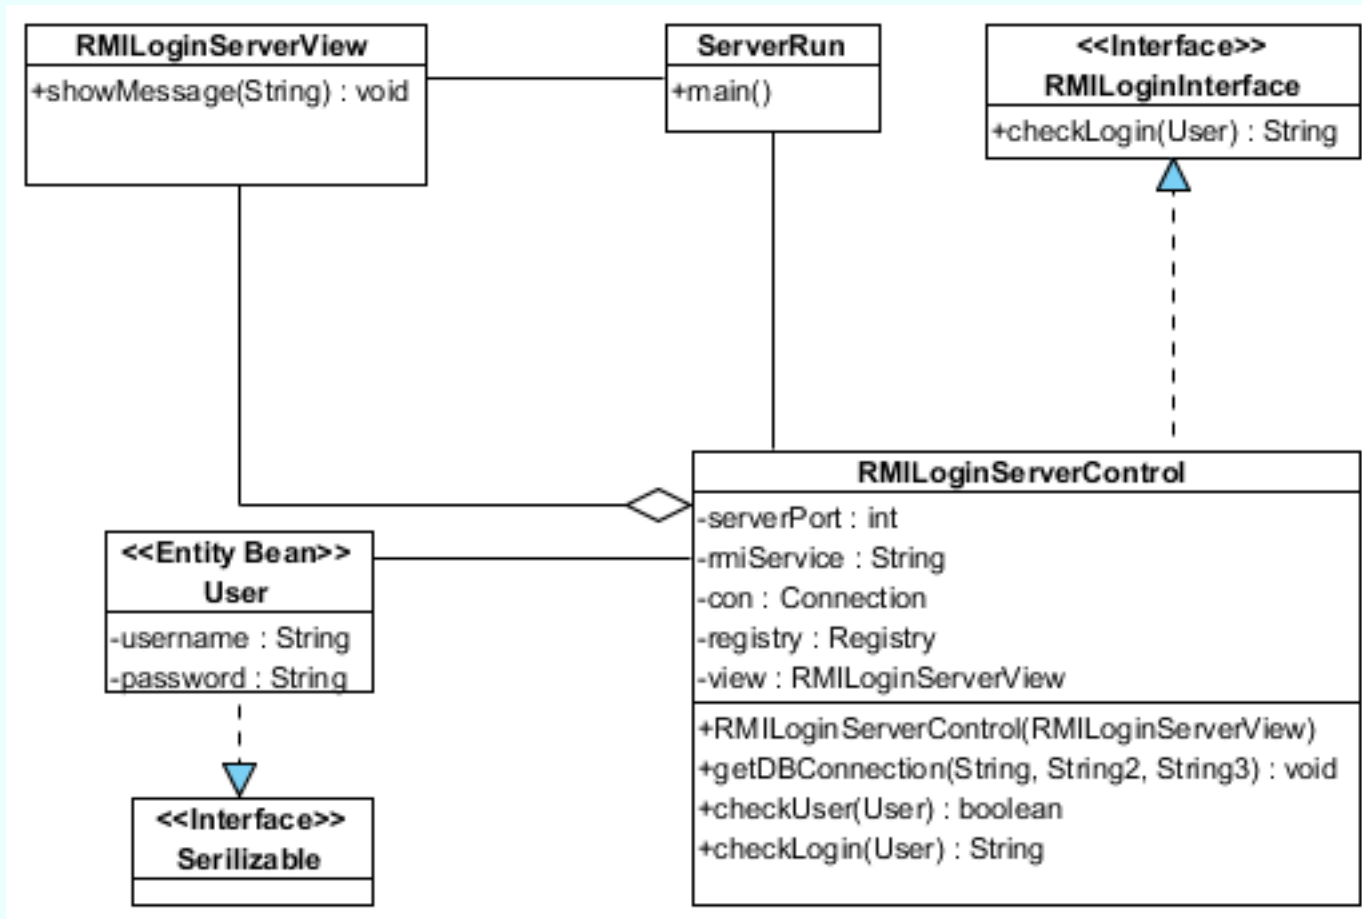 RMILoginServerView
+showMessage(String) : void
ServerRun
+main()
<<Interface>>
RMILoginInterface
+checkLogin(User) : String
RMILoginServerControl
-serverPort : int
-rmiService : String
-con : Connection
-registry : Registry
-view : RMILoginServerView
+RMILoginServerControl(RMILoginServerView)
+getDBConnection(String, String2, String3) : void
+checkUser(User) : boolean
+checkLogin(User) : String
<<Entity Bean>>
User
-username : String
-password : String
<<Interface>>
Serilizable